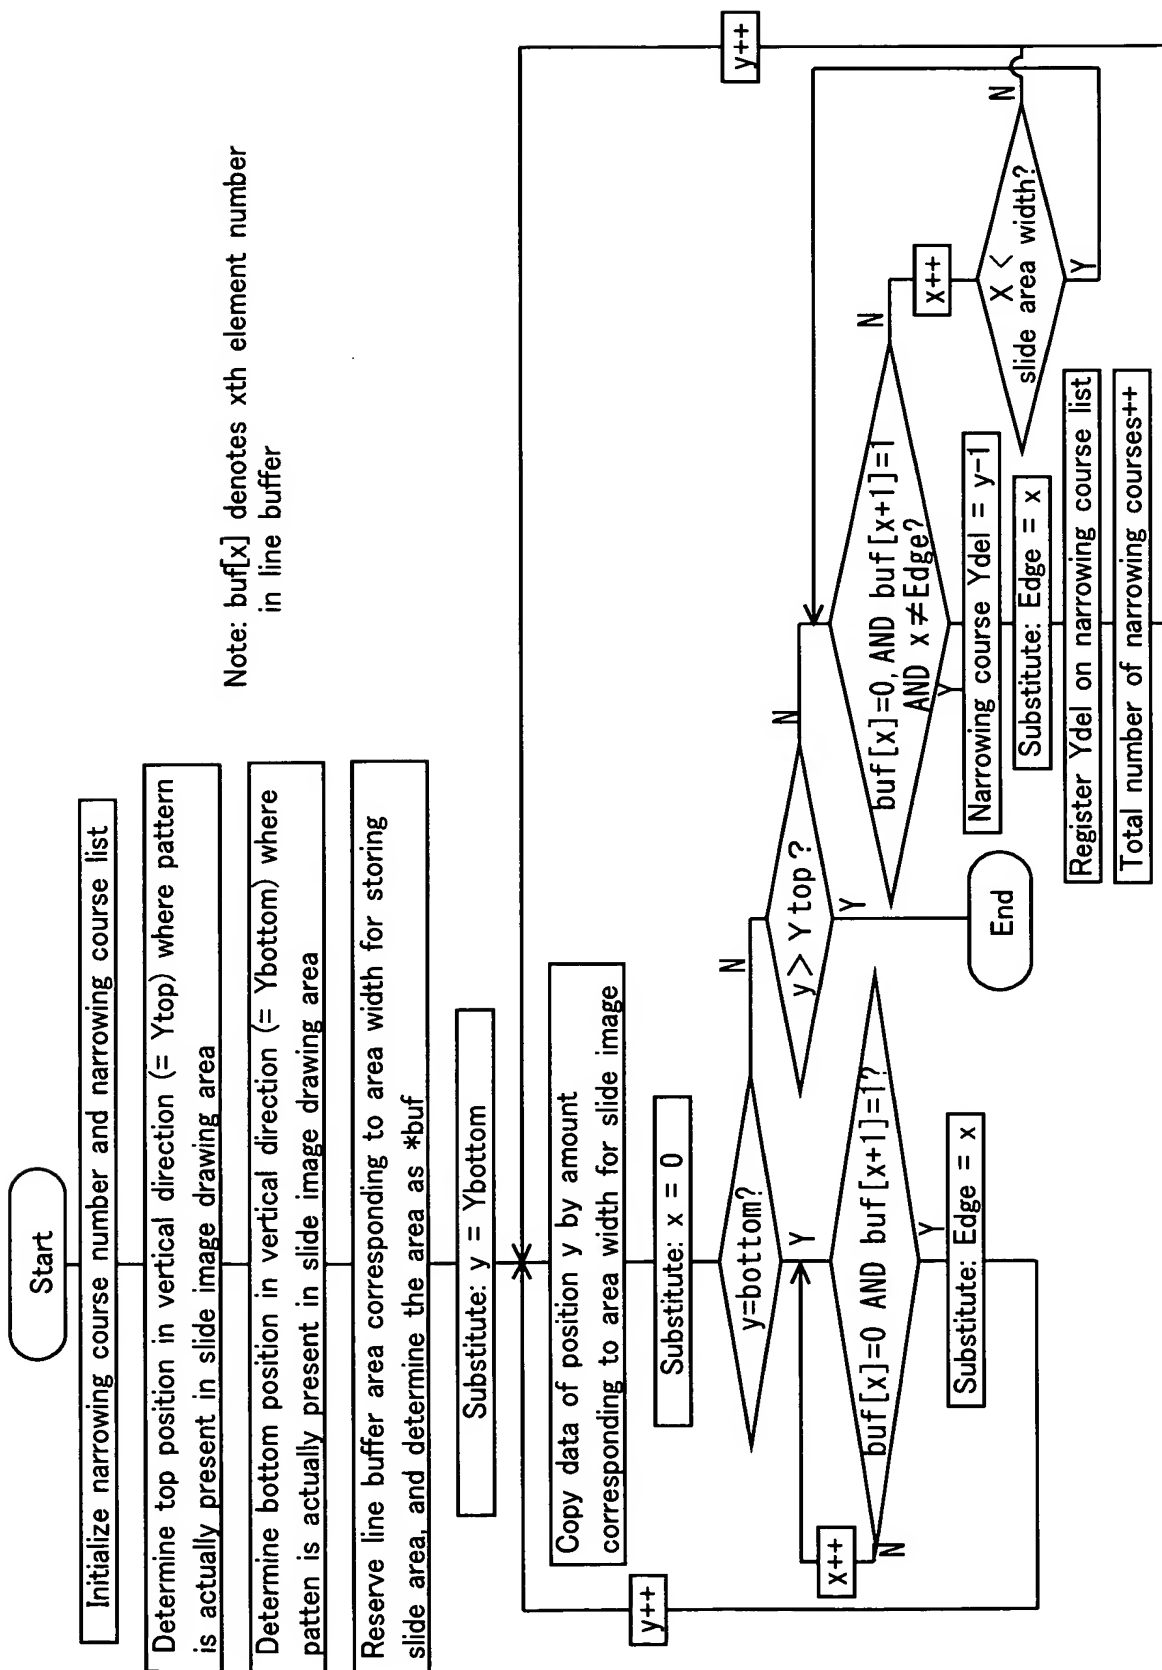 Start
Initialize narrowing course number and narrowing course list
Determine top position in vertical direction (= Ytop) where pattern
is actually present in slide image drawing area
Determine bottom position in vertical direction (= Ybottom) where
patten is actually present in slide image drawing area
Reserve line buffer area corresponding to area width for storing
slide area, and determine the area as *buf
Note: buf[x] denotes xth element number
in line buffer
Substitute: y = Ybottom
Copy data of position y by amount
corresponding to area width for slide image
Substitute: x = 0
y=bottom?
N
Y
y++
x++
buf[x]=0 AND buf[x+1]=1?
N
Y
Substitute: Edge = x
y>Ytop?
N
Y
End
buf[x]=0, AND buf[x+1]=1
AND x≠Edge?
N
Y
Narrowing course Ydel = y-1
Substitute: Edge = x
Register Ydel on narrowing course list
Total number of narrowing courses++
x++
X <
slide area width?
N
Y
y++